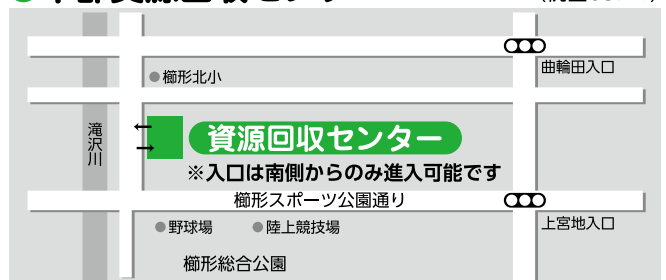 曲輪田入口
櫛形北小
滝沢川
資源回収センター
※入口は南側からのみ進入可能です
櫛形スポーツ公園通り
野球場
陸上競技場
上宮地入口
櫛形総合公園